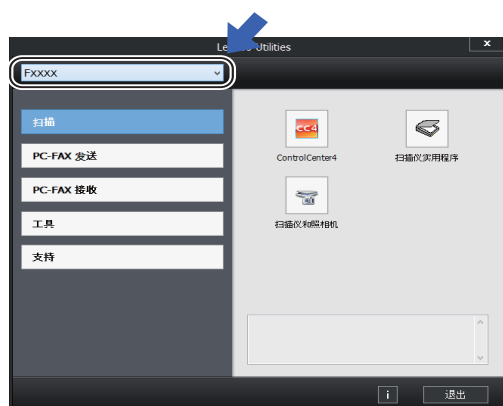 Utilities
x
FXXXX
扫描
PC-FAX 发送
PC-FAX 接收
工具
支持
CC4
ControlCenter4
扫描仪实用程序
扫描仪和照相机
i
退出